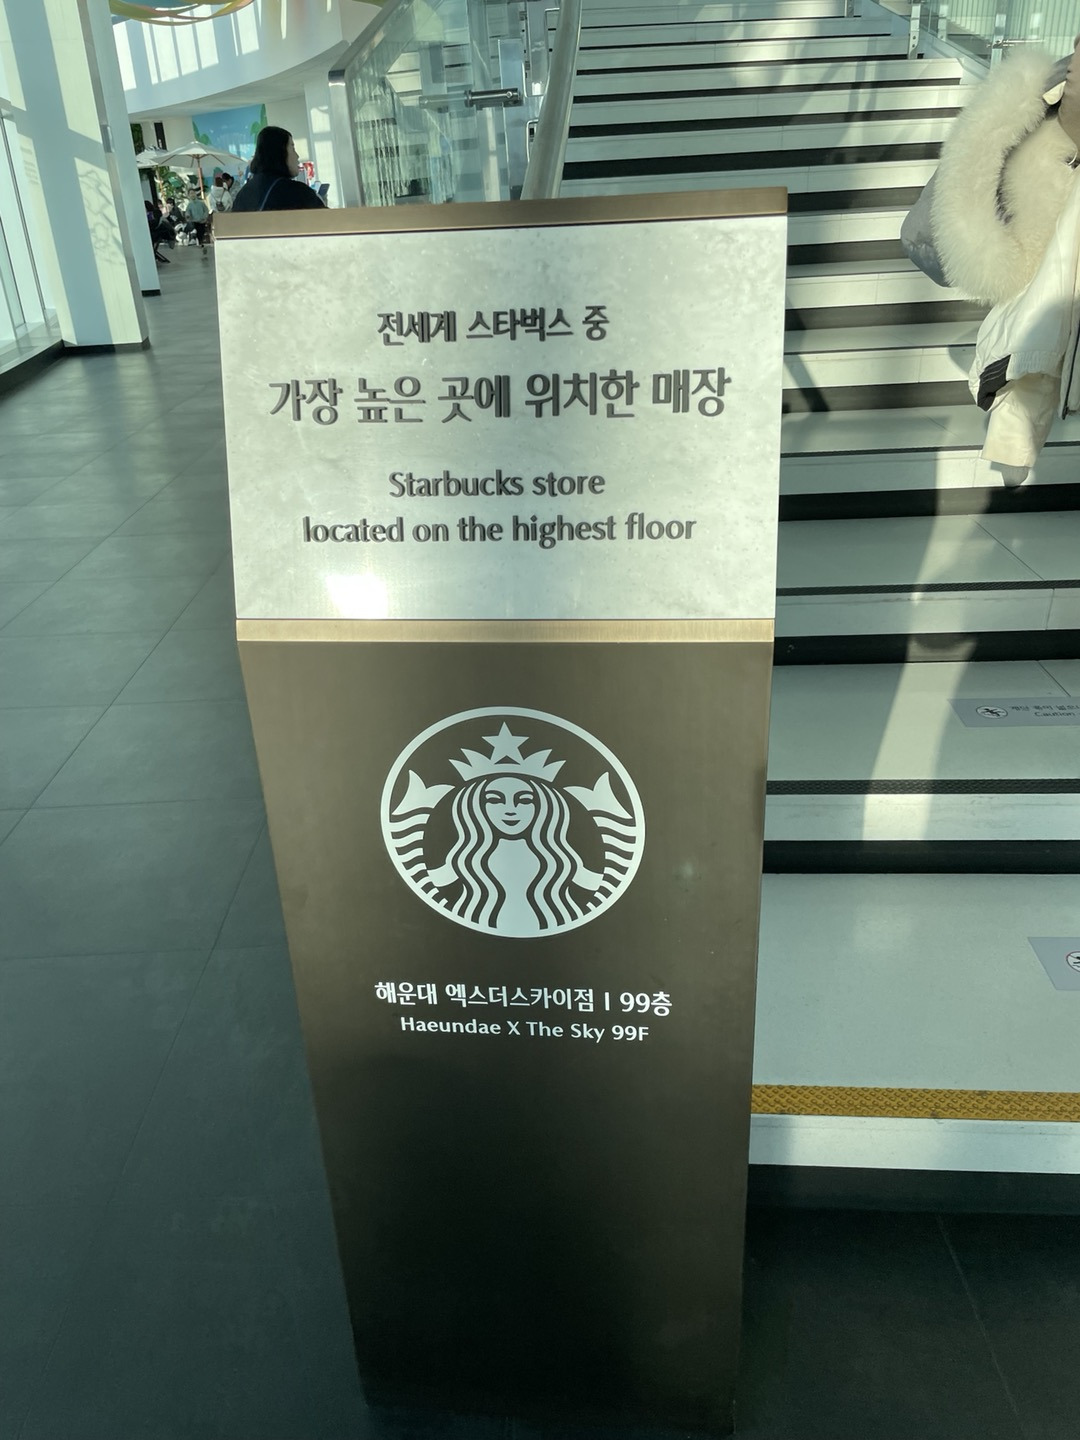 전세계 스타벅스 중
가장 높은 곳에 위치한 매장
Starbucks store
located on the highest floor
해운대 엑스더스카이점 | 99층
Haeundae X The Sky 99F
Caution